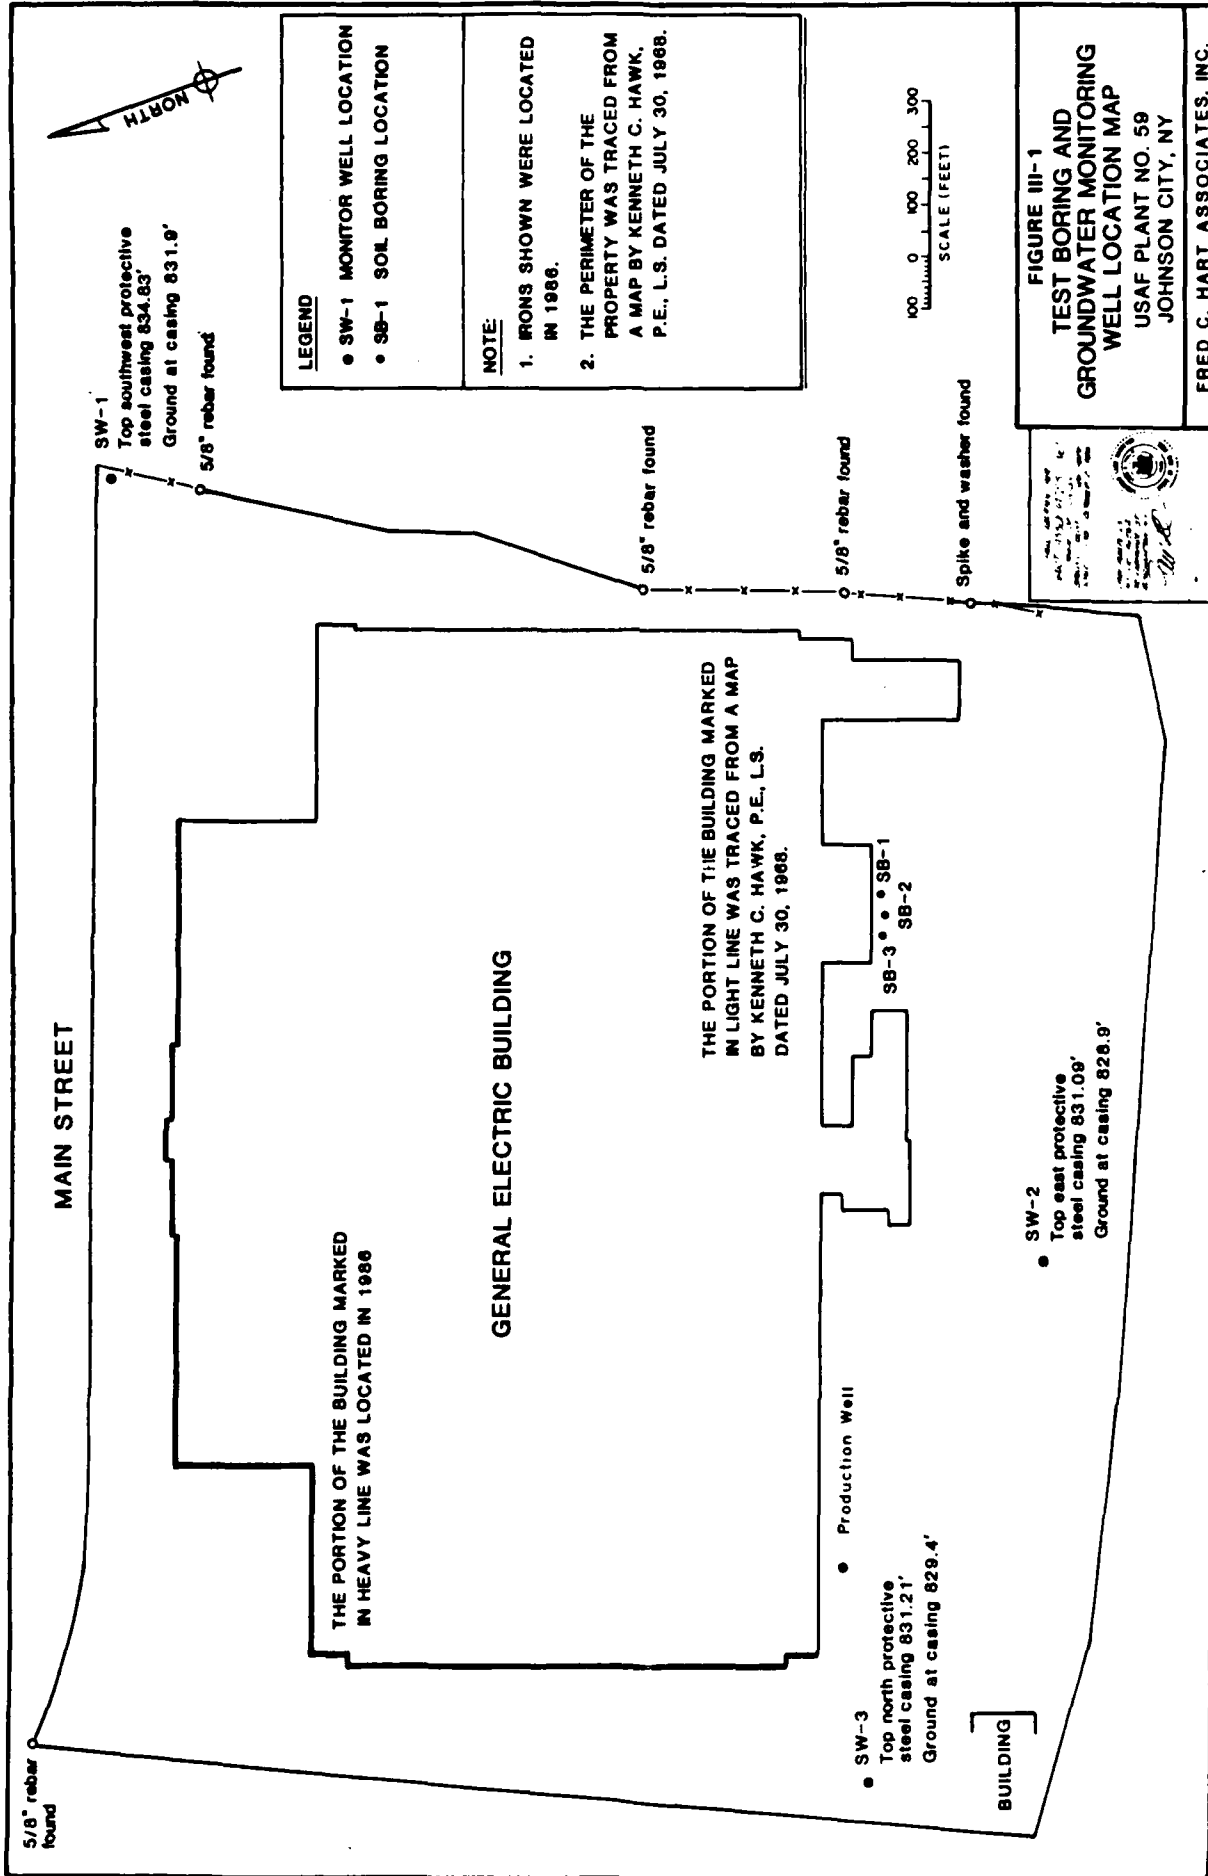 MAIN STREET
NORTH
5/8" rebar
found
SW-1
Top southwest protective
steel casing 834.83'
Ground at casing 831.9'
5/8" rebar found
THE PORTION OF THE BUILDING MARKED
IN HEAVY LINE WAS LOCATED IN 1986
GENERAL ELECTRIC BUILDING
THE PORTION OF THE BUILDING MARKED
IN LIGHT LINE WAS TRACED FROM A MAP
BY KENNETH C. HAWK, P.E., L.S.
DATED JULY 30, 1968.
5/8" rebar found
5/8" rebar found
Spike and washer found
SB-3
SB-1
SB-2
Production Well
SW-3
Top north protective
steel casing 831.21'
Ground at casing 829.4'
BUILDING
SW-2
Top east protective
steel casing 831.09'
Ground at casing 828.9'
LEGEND
SW-1 MONITOR WELL LOCATION
SB-1 SOIL BORING LOCATION
NOTE:
1. IRONS SHOWN WERE LOCATED
IN 1986.
2. THE PERIMETER OF THE
PROPERTY WAS TRACED FROM
A MAP BY KENNETH C. HAWK,
P.E., L.S. DATED JULY 30, 1968.
100 0 100 200 300
SCALE (FEET)
FIGURE III-1
TEST BORING AND
GROUNDWATER MONITORING
WELL LOCATION MAP
USAF PLANT NO. 59
JOHNSON CITY, NY
FRED C. HART ASSOCIATES, INC.